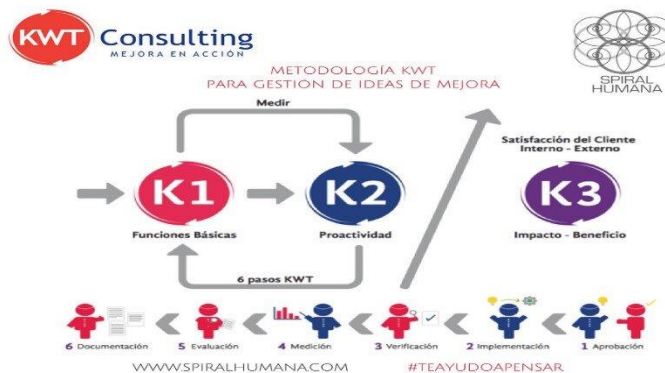 KWT Consulting
MEJORA EN ACCIÓN
SPIRAL
HUMANA
METODOLOGÍA KWT
PARA GESTIÓN DE IDEAS DE MEJORA
Medir
Satisfacción del Cliente
Interno - Externo
K1
K2
K3
Funciones Básicas
Proactividad
Impacto - Beneficio
6 pasos KWT
6 Documentación
5 Evaluación
4 Medición
3 Verificación
2 Implementación
1 Aprobación
WWW.SPIRALHUMANA.COM
#TEAYUDOAPENSAR